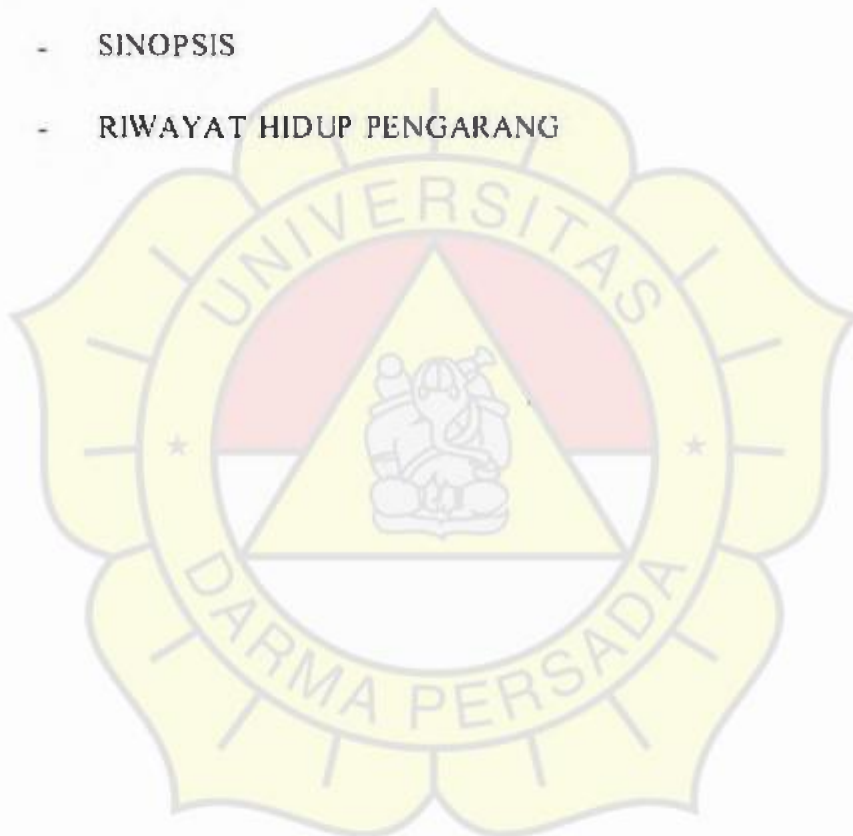 - SINOPSIS
- RIWAYAT HIDUP PENGARANG
UNIVERSITAS
DARMA PERSADA